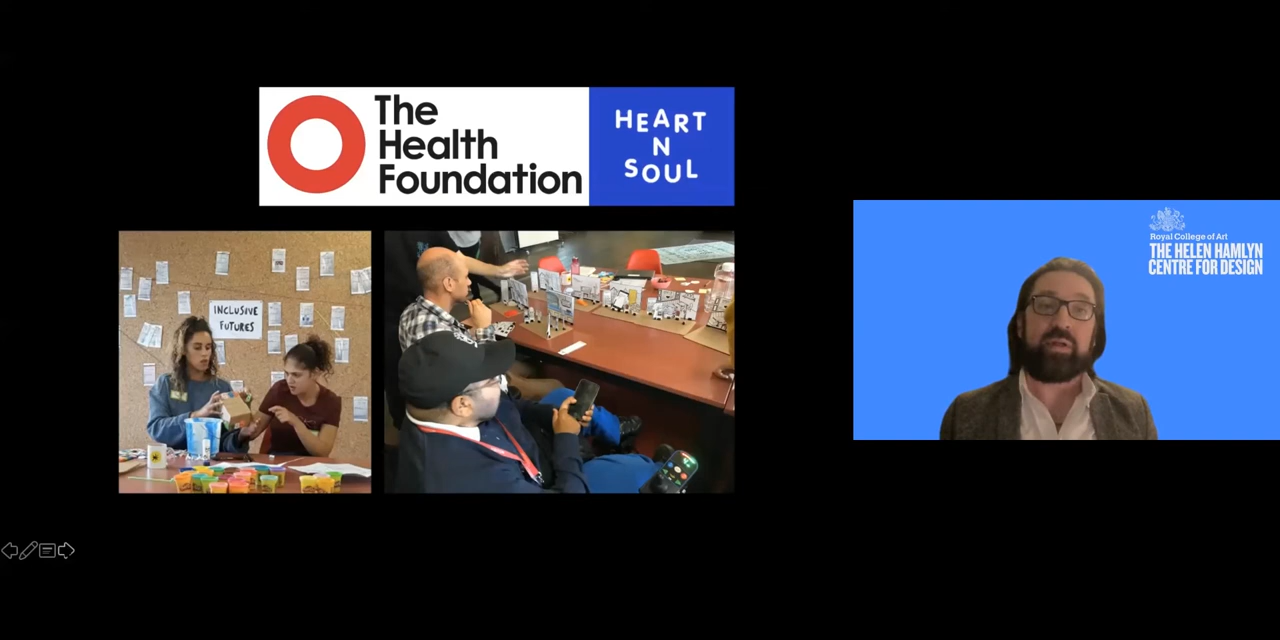 The
Health
Foundation
HEART
N
SOUL
INCLUSIVE
FUTURES
Royal College of Art
THE HELEN HAMLYN
CENTRE FOR DESIGN